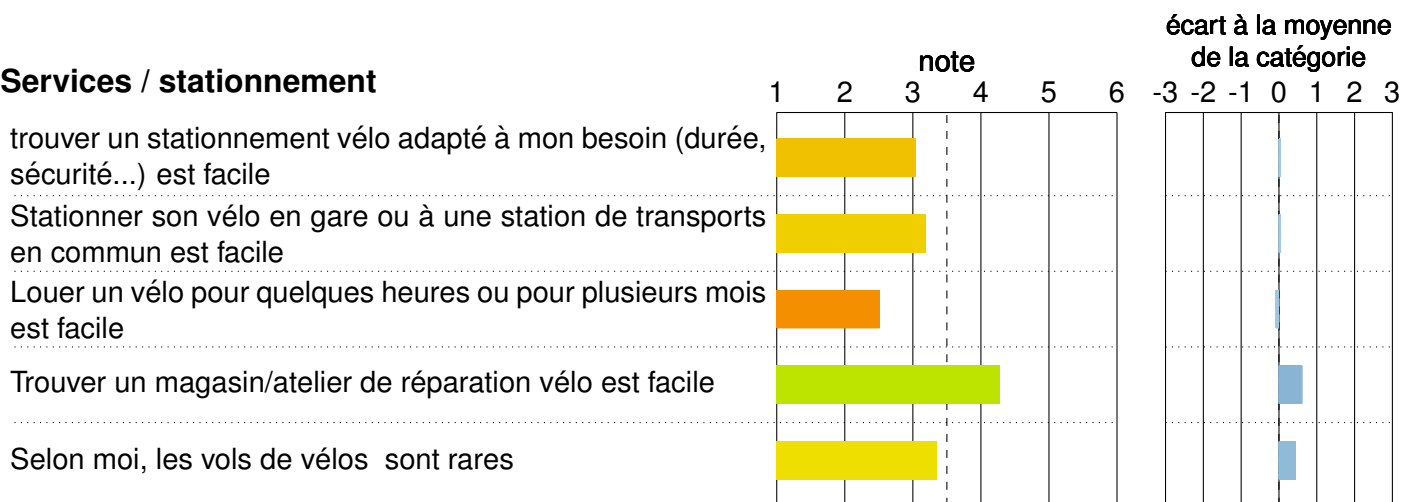 écart à la moyenne
note de la catégorie
Services / stationnement
1 2 3 4 5 6 -3 -2 -1 0 1 2 3
trouver un stationnement vélo adapté à mon besoin (durée,
sécurité...) est facile
Stationner son vélo en gare ou à une station de transports
en commun est facile
Louer un vélo pour quelques heures ou pour plusieurs mois
est facile
Trouver un magasin/atelier de réparation vélo est facile
Selon moi, les vols de vélos sont rares